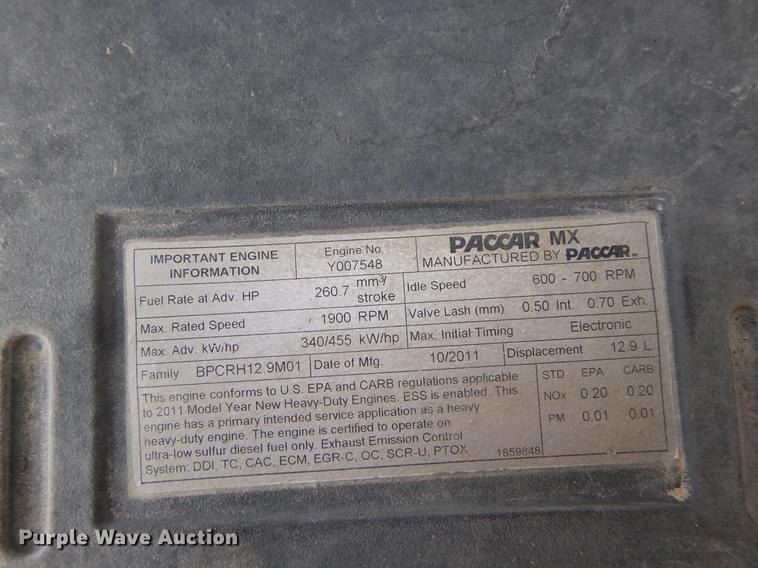 IMPORTANT ENGINE
INFORMATION
Engine No.
Y007548
PACCAR MX
MANUFACTURED BY PACCAR
Fuel Rate at Adv. HP 260.7 mm³/
stroke
Idle Speed 600 - 700 RPM
Max. Rated Speed 1900 RPM
Valve Lash (mm) 0.50 Int. 0.70 Exh.
Max. Adv. kW/hp 340/455 kW/hp
Max. Initial Timing Electronic
Family BPCRH12.9M01
Date of Mfg. 10/2011
Displacement 12.9 L
This engine conforms to U.S. EPA and CARB regulations applicable
to 2011 Model Year New Heavy-Duty Engines. ESS is enabled. This
engine has a primary intended service application as a heavy
heavy-duty engine. The engine is certified to operate on
ultra-low sulfur diesel fuel only. Exhaust Emission Control
System: DDI, TC, CAC, ECM, EGR-C, OC, SCR-U, PTOX
1859848
STD EPA CARB
NOx 0.20 0.20
PM 0.01 0.01
Purple Wave Auction